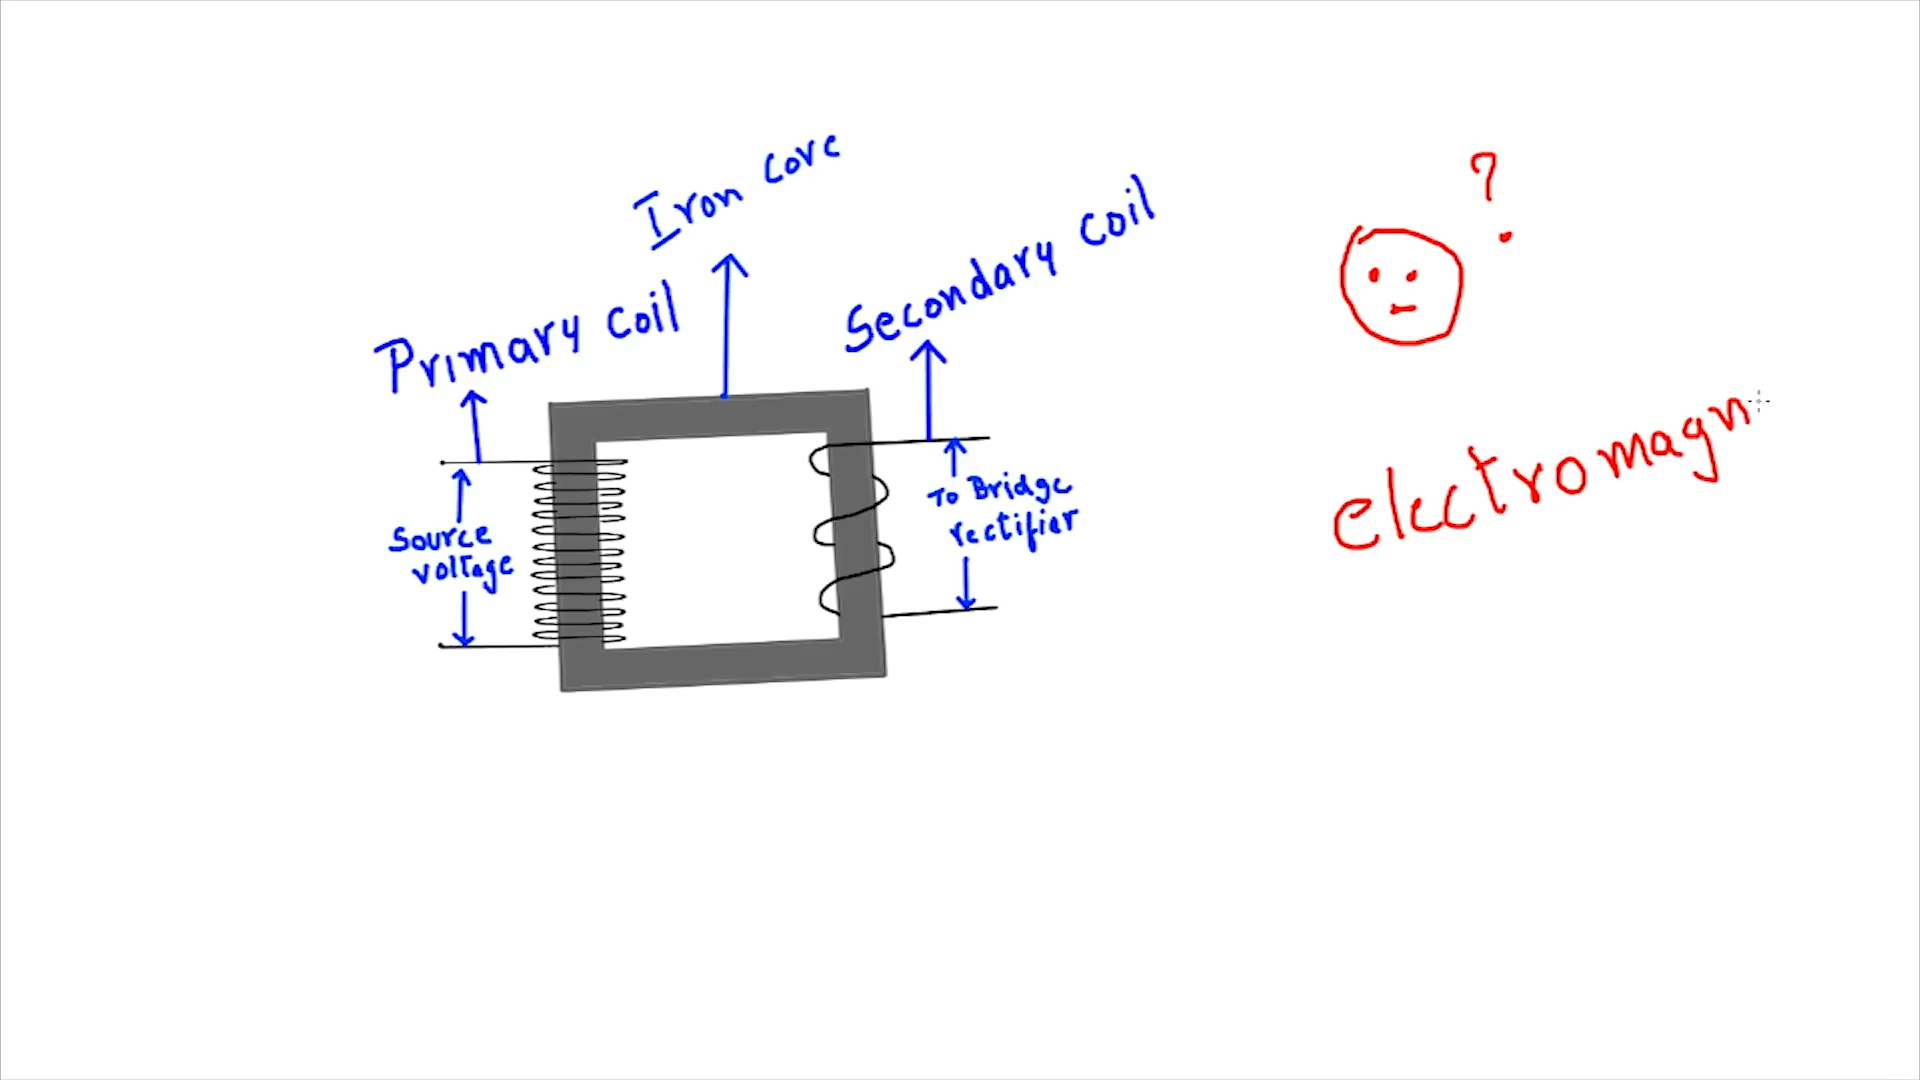 Iron core
Primary coil
Secondary coil
Source
voltage
To Bridge
rectifier
?
electromagn